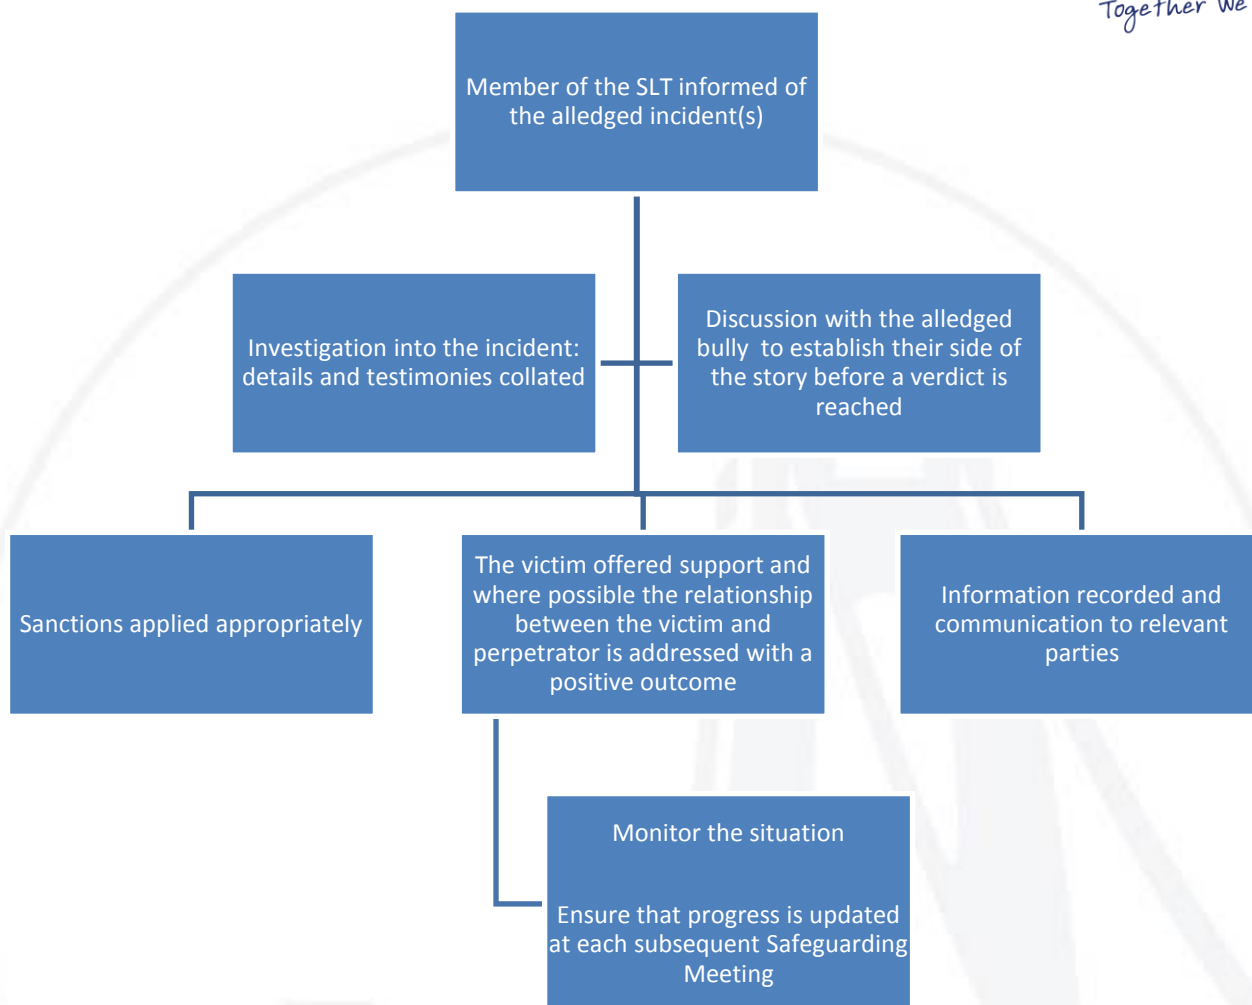 Together We
Member of the SLT informed of
the alledged incident(s)
Investigation into the incident:
details and testimonies collated
Discussion with the alledged
bully  to establish their side of
the story before a verdict is
reached
Sanctions applied appropriately
The victim offered support and
where possible the relationship
between the victim and
perpetrator is addressed with a
positive outcome
Information recorded and
communication to relevant
parties
Monitor the situation
Ensure that progress is updated
at each subsequent Safeguarding
Meeting